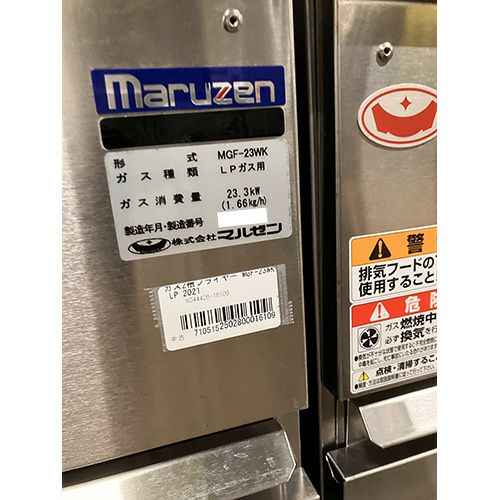 maruzen
形 式 MGF-23WK
ガス種類 LPガス用
ガス消費量 23.3kW
(1.66kg/h)
製造年月・製造番号
株式会社マルゼン
ガス2槽フライヤー MGF-23WK
LP 2021
K044426-16109
中古 7105152502800016109
警
排気フードの
使用すること
危
ガス燃焼中
必ず換気を
点検・清掃するこ